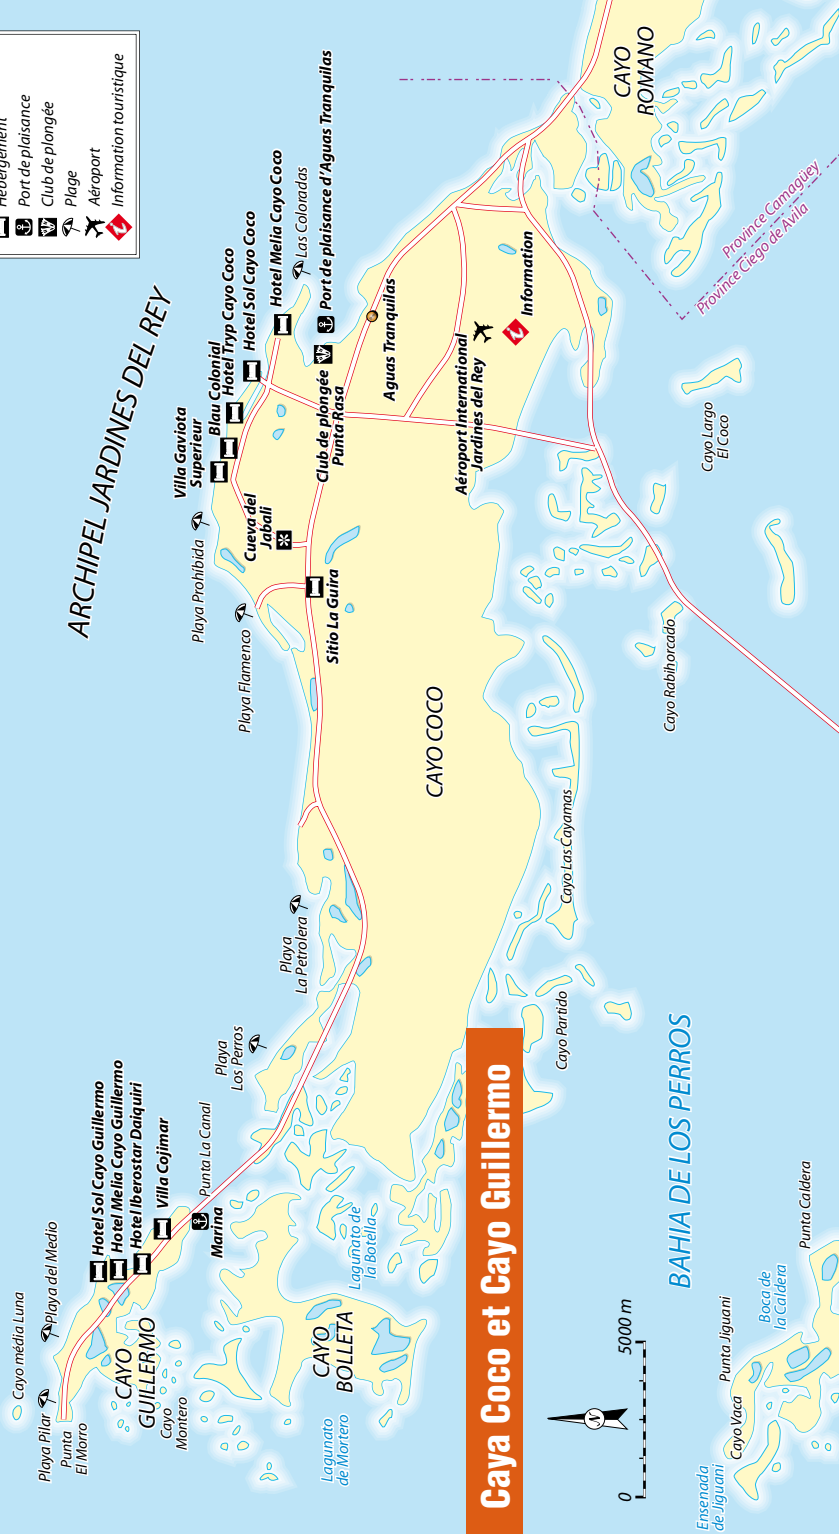 Caya Coco et Cayo Guillermo
Hébergement
Port de plaisance
Club de plongée
Plage
Aéroport
Information touristique
ARCHIPEL JARDINES DEL REY
Cayo média Luna
Playa Pilar
Punta
El Morro
Playa del Medio
CAYO
GUILLERMO
Cayo
Montero
Hotel Sol Cayo Guillermo
Hotel Melia Cayo Guillermo
Hotel Iberostar Daiquiri
Villa Cojimar
Punta La Canal
Marina
Playa
Los Perros
Playa
La Petrolera
Playa Flamenco
Playa Prohibida
Villa Gaviota
Superieur
Blau Colonial
Hotel Tryp Cayo Coco
Hotel Sol Cayo Coco
Hotel Melia Cayo Coco
Las Coloradas
Port de plaisance d'Aguas Tranquilas
Club de plongée
Punta Rasa
Cueva del
Jabali
Sitio La Guira
Aguas Tranquilas
Aéroport International
Jardines del Rey
Information
CAYO COCO
CAYO
ROMANO
Province Camagüey
Province Ciego de Avila
Cayo Largo
El Coco
Cayo Rabihorcado
Cayo Las Cayamas
Cayo Partido
CAYO
BOLLETA
Lagunato de
la Botella
Lagunato
de Mortero
BAHIA DE LOS PERROS
Punta Caldera
Boca de
la Caldera
Punta Jiguani
Cayo Vaca
Ensenada
de Jiguani
N
0
5000 m